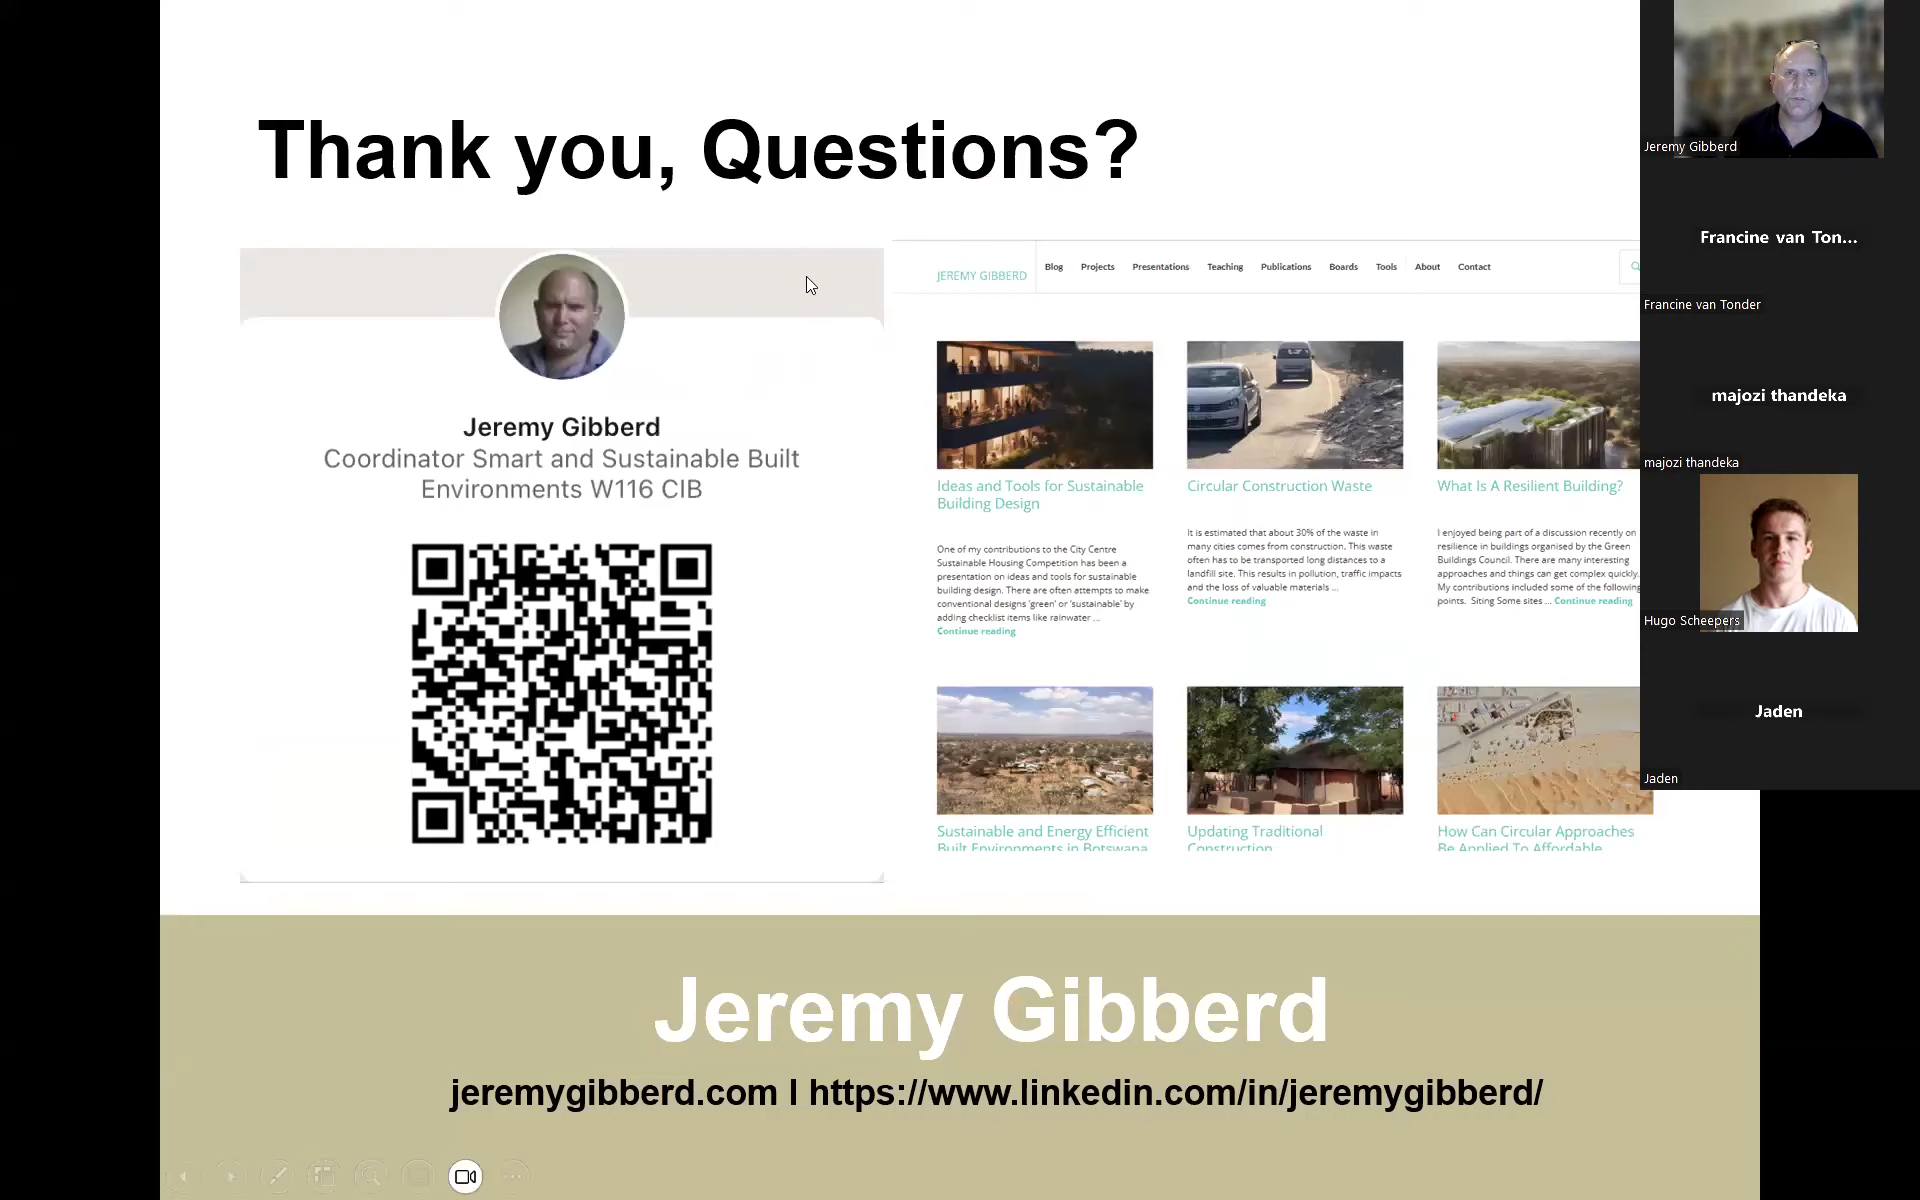 Thank you, Questions?
Jeremy Gibberd
Coordinator Smart and Sustainable Built
Environments W116 CIB
JEREMY GIBBERD
Blog Projects Presentations Teaching Publications Boards Tools About Contact
Ideas and Tools for Sustainable
Building Design
One of my contributions to the City Centre
Sustainable Housing Competition has been a
presentation on ideas and tools for sustainable
building design. There are often attempts to make
conventional designs 'green' or 'sustainable' by
adding checklist items like rainwater ...
Continue reading
Circular Construction Waste
It is estimated that about 30% of the waste in
many cities comes from construction. This waste
often has to be transported long distances to a
landfill site. This results in pollution, traffic impacts
and the loss of valuable materials ...
Continue reading
What Is A Resilient Building?
I enjoyed being part of a discussion recently on
resilience in buildings organised by the Green
Buildings Council. There are many interesting
approaches and things can get complex quickly.
My contributions included some of the following
points. Siting Some sites ... Continue reading
Sustainable and Energy Efficient
Built Environments in Botswana
Updating Traditional
Construction
How Can Circular Approaches
Be Applied To Affordable
Jeremy Gibberd
jeremygibberd.com I https://www.linkedin.com/in/jeremygibberd/
Jeremy Gibberd
Francine van Ton...
Francine van Tonder
majozi thandeka
majozi thandeka
Hugo Scheepers
Jaden
Jaden